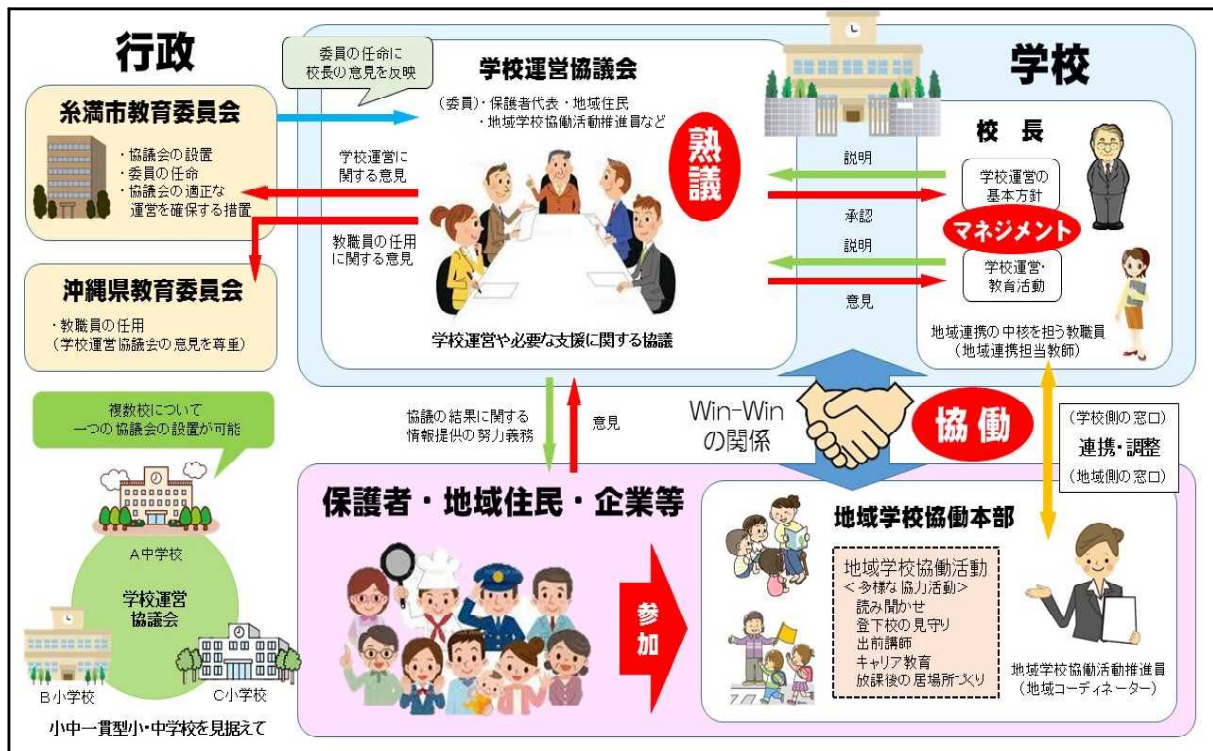 行政
糸満市教育委員会
・協議会の設置
・委員の任命
・協議会の適正な
運営を確保する措置
沖縄県教育委員会
・教職員の任用
(学校運営協議会の意見を尊重)
複数校について
一つの協議会の設置が可能
A中学校
学校運営
協議会
B小学校
C小学校
小中一貫型小・中学校を見据えて
委員の任命に
校長の意見を反映
学校運営に
関する意見
教職員の任用
に関する意見
学校運営協議会
(委員)・保護者代表・地域住民
・地域学校協働活動推進員など
熟議
学校運営や必要な支援に関する協議
説明
承認
説明
意見
学校
校長
学校運営の
基本方針
マネジメント
学校運営・
教育活動
地域連携の中核を担う教職員
(地域連携担当教師)
協議の結果に関する
情報提供の努力義務
意見
Win-Win
の関係
協働
(学校側の窓口)
連携・調整
(地域側の窓口)
保護者・地域住民・企業等
参加
地域学校協働本部
地域学校協働活動
<多様な協力活動>
読み聞かせ
登下校の見守り
出前講師
キャリア教育
放課後の居場所づくり
地域学校協働活動推進員
(地域コーディネーター)